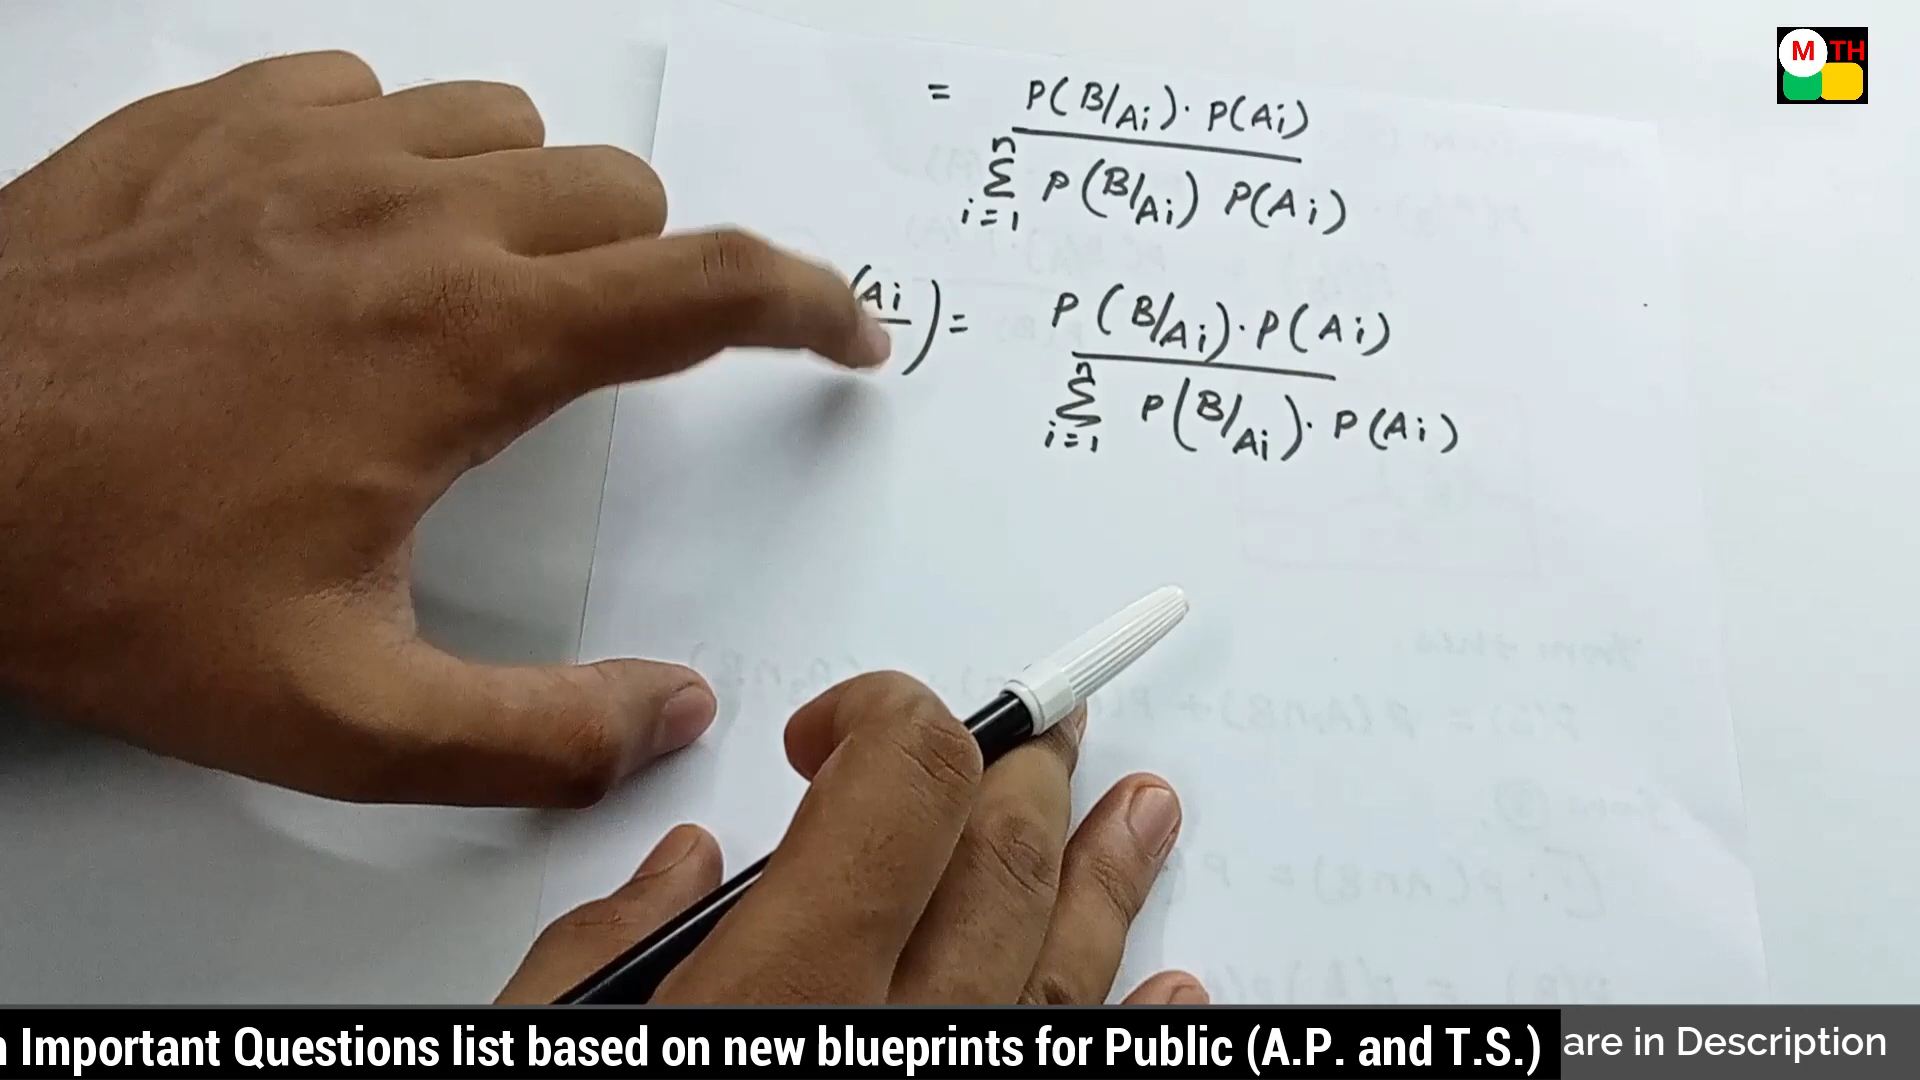 M TH
= P(B/Ai) · P(Ai)
n
Σ P(B/Ai) P(Ai)
i=1
(Ai ) = P(B/Ai) · P(Ai)
n
Σ P(B/Ai) · P(Ai)
i=1
Important Questions list based on new blueprints for Public (A.P. and T.S.) are in Description